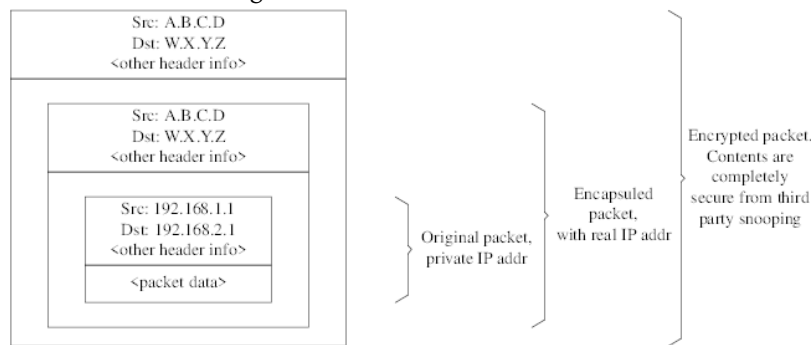 Src: A.B.C.D
Dst: W.X.Y.Z
<other header info>
Src: A.B.C.D
Dst: W.X.Y.Z
<other header info>
Src: 192.168.1.1
Dst: 192.168.2.1
<other header info>
<packet data>
Original packet,
private IP addr
Encapsuled
packet,
with real IP addr
Encrypted packet.
Contents are
completely
secure from third
party snooping